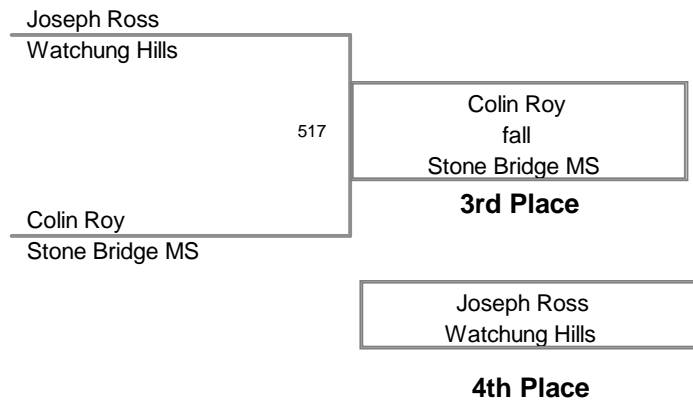 Joseph Ross
Watchung Hills
517
Colin Roy
fall
Stone Bridge MS
3rd Place
Colin Roy
Stone Bridge MS
Joseph Ross
Watchung Hills
4th Place